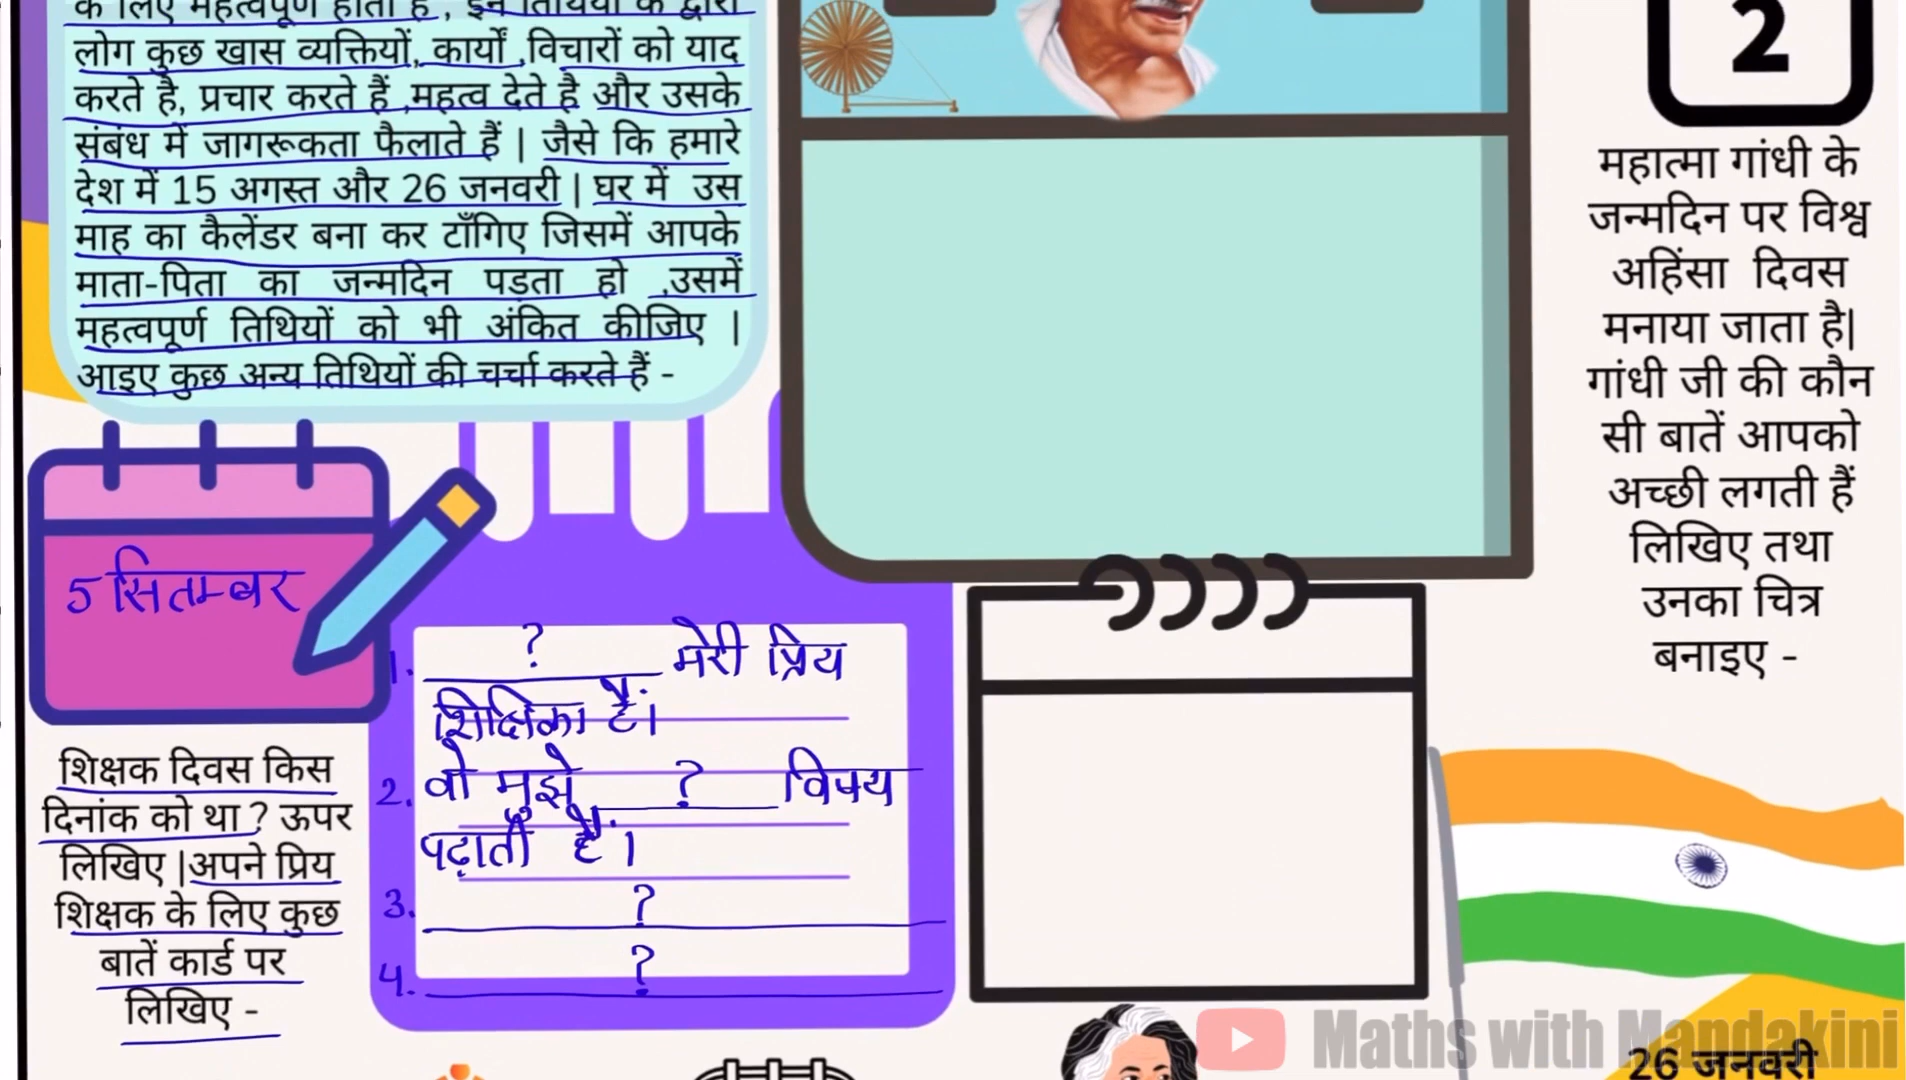 के लिए महत्वपूर्ण होती हैं, इन तिथियों के द्वारा
लोग कुछ खास व्यक्तियों, कार्यों ,विचारों को याद
करते है, प्रचार करते हैं ,महत्व देते है और उसके
संबंध में जागरूकता फैलाते हैं | जैसे कि हमारे
देश में 15 अगस्त और 26 जनवरी | घर में उस
माह का कैलेंडर बना कर टाँगिए जिसमें आपके
माता-पिता का जन्मदिन पड़ता हो ,उसमें
महत्वपूर्ण तिथियों को भी अंकित कीजिए |
आइए कुछ अन्य तिथियों की चर्चा करते हैं -
5 सितम्बर
शिक्षक दिवस किस
दिनांक को था ? ऊपर
लिखिए |अपने प्रिय
शिक्षक के लिए कुछ
बातें कार्ड पर
लिखिए -
1. ? मेरी प्रिय
शिक्षिका हैं।
2. वो मुझे ? विषय
पढ़ाती हैं।
3. ?
4. ?
2
महात्मा गांधी के
जन्मदिन पर विश्व
अहिंसा दिवस
मनाया जाता है|
गांधी जी की कौन
सी बातें आपको
अच्छी लगती हैं
लिखिए तथा
उनका चित्र
बनाइए -
Maths with Mandakini
26 जनवरी